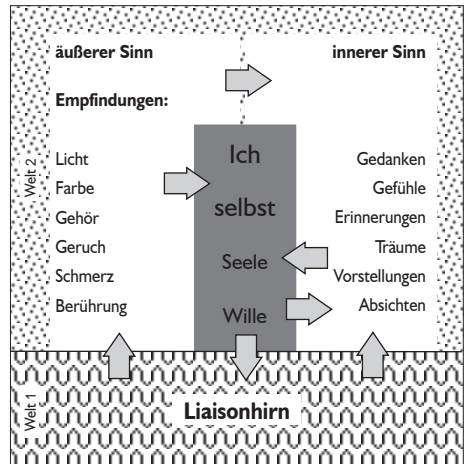 äußerer Sinn
innerer Sinn
Empfindungen:
Licht
Farbe
Gehör
Geruch
Schmerz
Berührung
Ich
selbst
Seele
Wille
Gedanken
Gefühle
Erinnerungen
Träume
Vorstellungen
Absichten
Welt 2
Welt 1
Liaisonhirn